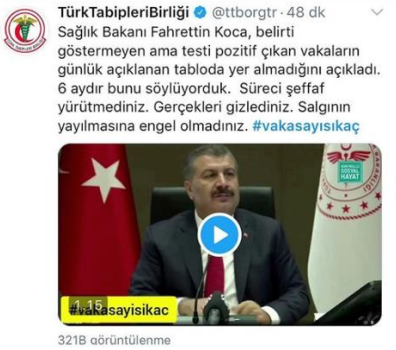 TürkTabipleriBirliği @ttborgtr · 48 dk
Sağlık Bakanı Fahrettin Koca, belirti
göstermeyen ama testi pozitif çıkan vakaların
günlük açıklanan tabloda yer almadığını açıkladı.
6 aydır bunu söylüyorduk. Süreci şeffaf
yürütmediniz. Gerçekleri gizlediniz. Salgının
yayılmasına engel olmadınız. #vakasayısıkaç
SOSYAL
HAYAT
1:15
#vakasayisikac
321B görüntülenme